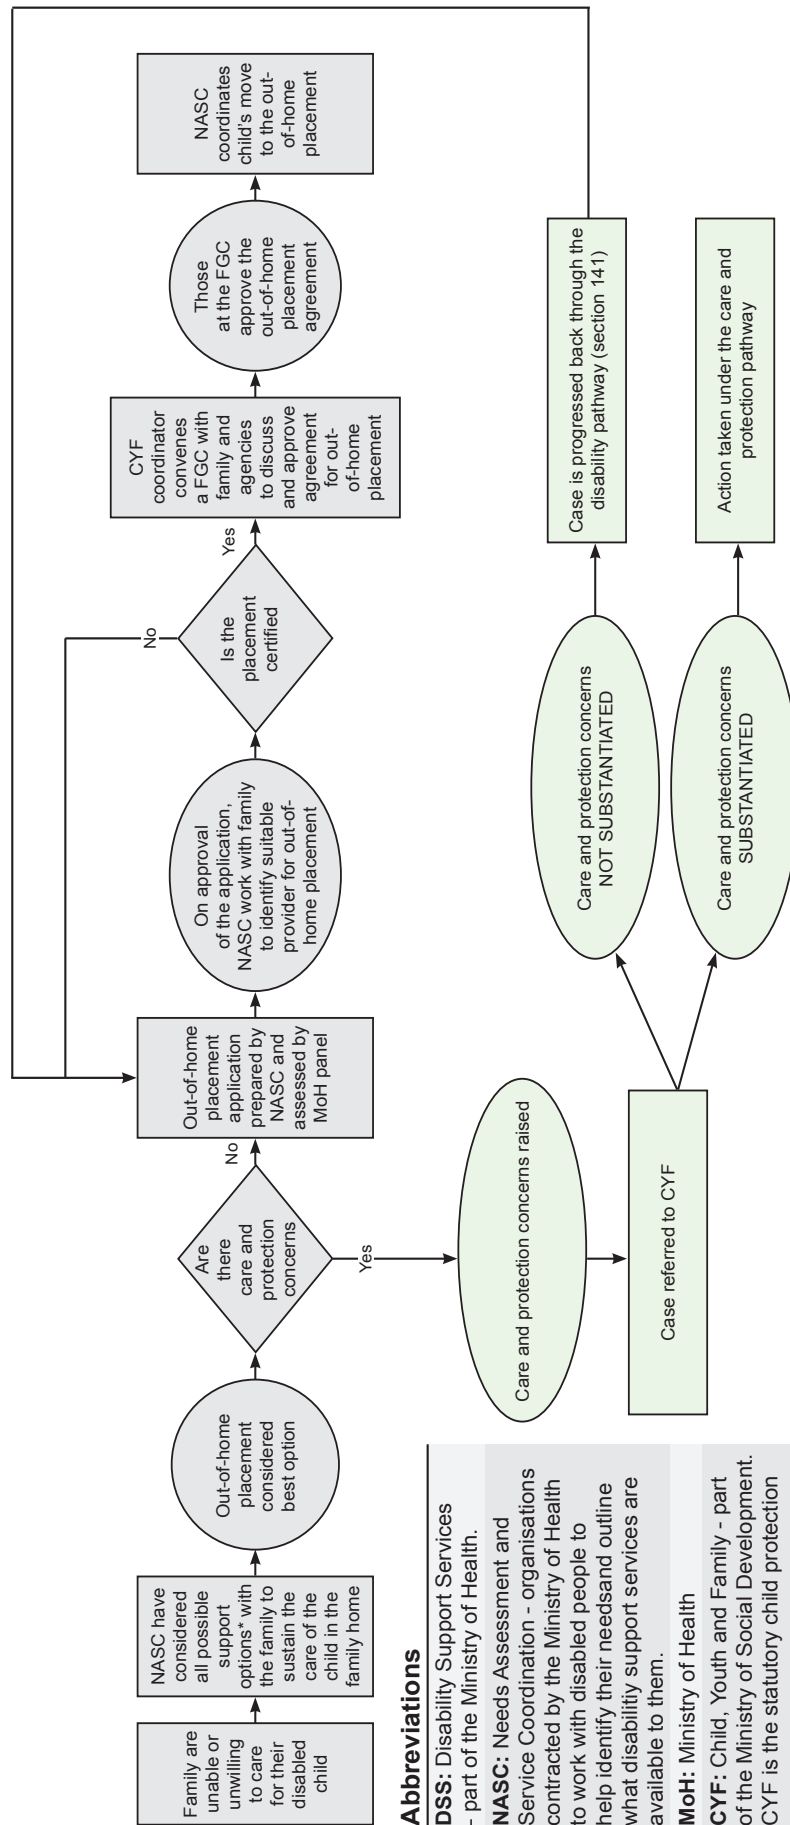 Family are
unable or
unwilling
to care
for their
disabled
child
NASC have
considered
all possible
support
options* with
the family to
sustain the
care of the
child in the
family home
Out-of-home
placement
considered
best option
Are
there
care and
protection
concerns
No
Yes
Out-of-home
placement
application
prepared by
NASC and
assessed by
MoH panel
On approval
of the application,
NASC work with family
to identify suitable
provider for out-of-
home placement
Is the
placement
certified
No
Yes
CYF
coordinator
convenes
a FGC with
family and
agencies
to discuss
and approve
agreement
for out-
of-home
placement
Those
at the FGC
approve the
out-of-home
placement
agreement
NASC
coordinates
child's move
to the out-
of-home
placement
Care and protection concerns raised
Case referred to CYF
Care and protection concerns
NOT SUBSTANTIATED
Case is progressed back through the
disability pathway (section 141)
Care and protection concerns
SUBSTANTIATED
Action taken under the care and
protection pathway
Abbreviations
DSS: Disability Support Services
- part of the Ministry of Health.
NASC: Needs Assessment and
Service Coordination - organisations
contracted by the Ministry of Health
to work with disabled people to
help identify their needsand outline
what disabilitiy support services are
available to them.
MoH: Ministry of Health
CYF: Child, Youth and Family - part
of the Ministry of Social Development.
CYF is the statutory child protection